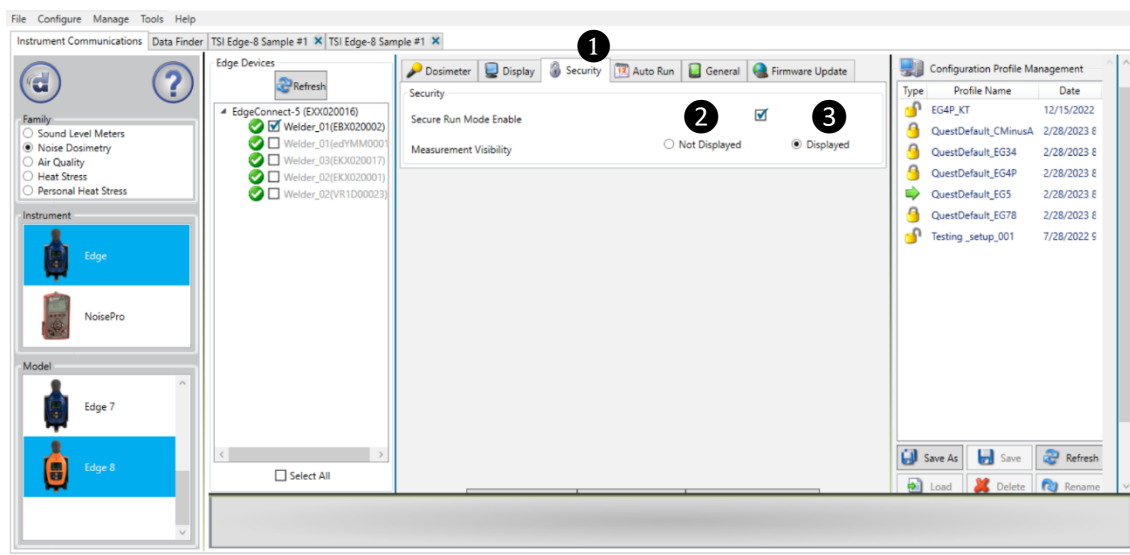 File Configure Manage Tools Help
Instrument Communications Data Finder TSI Edge-8 Sample #1 TSI Edge-8 Sample #1
1
d ?
Family
Sound Level Meters
Noise Dosimetry
Air Quality
Heat Stress
Personal Heat Stress
Instrument
Edge
NoisePro
Model
Edge 7
Edge 8
Edge Devices
Refresh
EdgeConnect-5 (EXX020016)
Welder_01(EBX020002)
Welder_01(edYMM0001
Welder_03(EKX020017)
Welder_02(EKX020001)
Welder_02(VR1D00023)
Select All
Dosimeter Display Security Auto Run General Firmware Update
Security
Secure Run Mode Enable
2 3
Measurement Visibility Not Displayed Displayed
Configuration Profile Management
Type Profile Name Date
EG4P_KT 12/15/2022
QuestDefault_CMinusA 2/28/2023 8
QuestDefault_EG34 2/28/2023 8
QuestDefault_EG4P 2/28/2023 8
QuestDefault_EG5 2/28/2023 8
QuestDefault_EG78 2/28/2023 8
Testing _setup_001 7/28/2022 9
Save As Save Refresh
Load Delete Rename